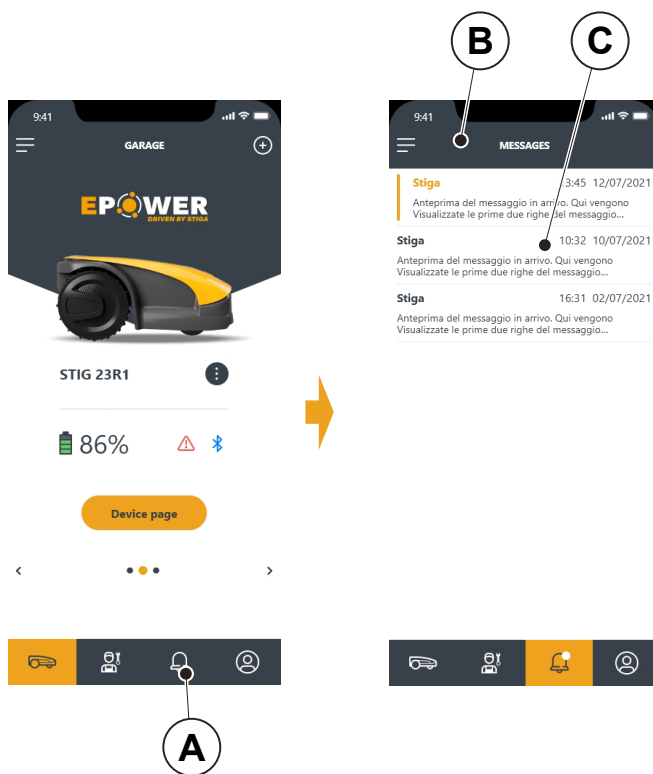 B
C
9:41
GARAGE
EPOWER
DRIVEN BY STIGA
STIG 23R1
86%
Device page
A
9:41
MESSAGES
Stiga 3:45 12/07/2021
Anteprima del messaggio in arrivo. Qui vengono
Visualizzate le prime due righe del messaggio...
Stiga 10:32 10/07/2021
Anteprima del messaggio in arrivo. Qui vengono
Visualizzate le prime due righe del messaggio...
Stiga 16:31 02/07/2021
Anteprima del messaggio in arrivo. Qui vengono
Visualizzate le prime due righe del messaggio...